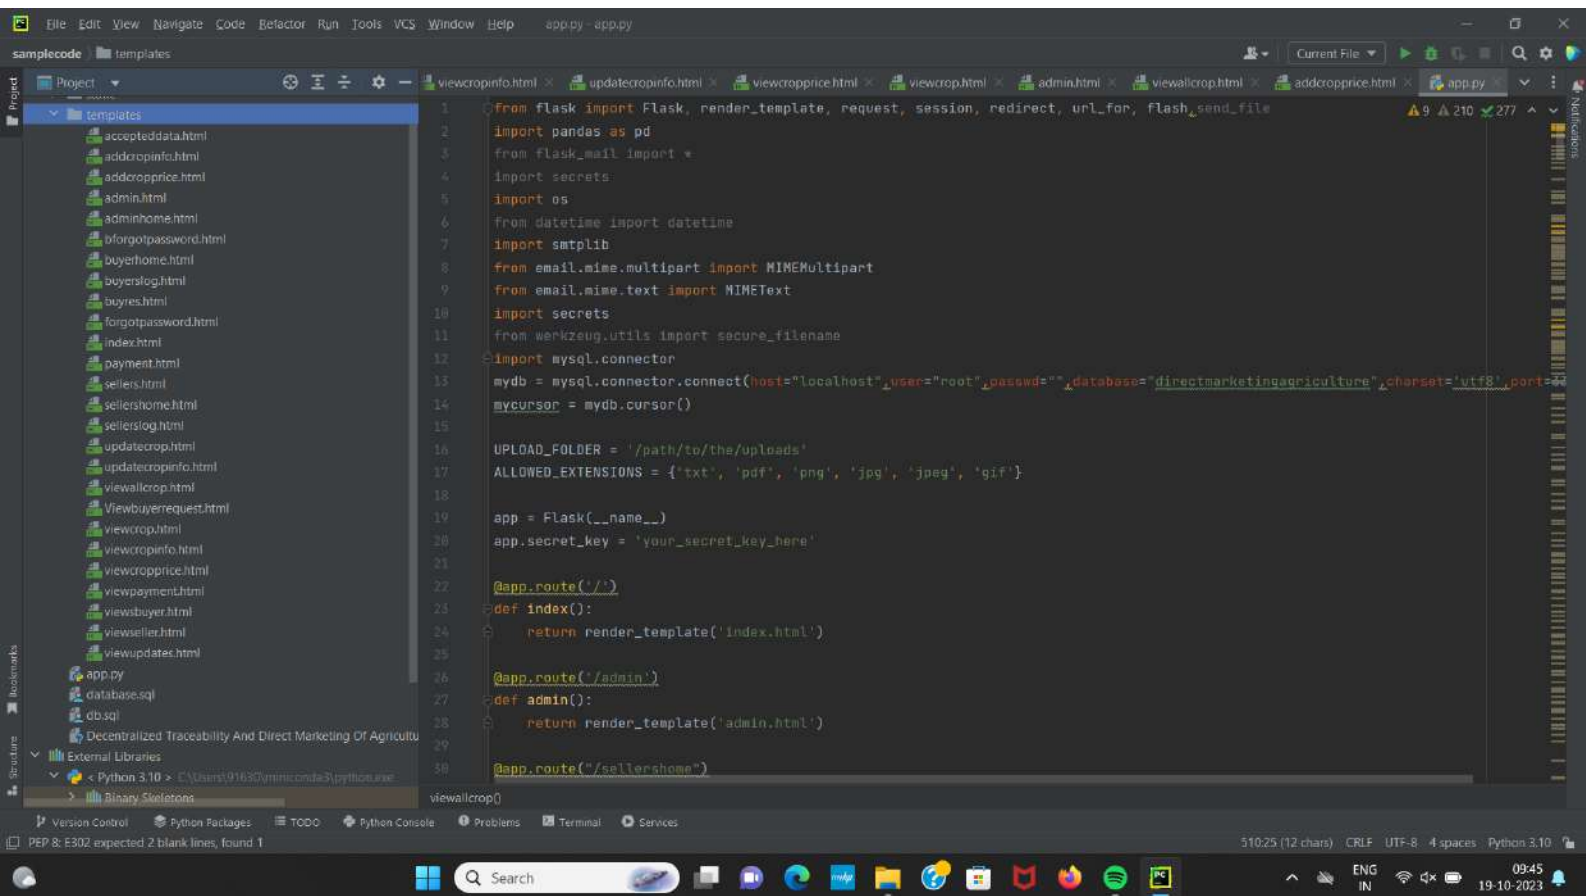 File Edit View Navigate Code Refactor Run Tools VCS Window Help app.py - app.py
samplecode templates Current File
Project viewcropinfo.html updatecropinfo.html viewcropprice.html viewcrop.html admin.html viewallcrop.html addcropprice.html app.py
templates
accepteddata.html
addcropinfo.html
addcropprice.html
admin.html
adminhome.html
bforgotpassword.html
buyerhome.html
buyerslog.html
buyres.html
forgotpassword.html
index.html
payment.html
sellers.html
sellershome.html
sellerslog.html
updatecrop.html
updatecropinfo.html
viewallcrop.html
Viewbuyerrequest.html
viewcrop.html
viewcropinfo.html
viewcropprice.html
viewpayment.html
viewsbuyer.html
viewseller.html
viewupdates.html
app.py
database.sql
db.sql
Decentralized Traceability And Direct Marketing Of Agricultu
External Libraries
< Python 3.10 > C:\Users\91630\miniconda3\python.exe
Binary Skeletons
9 210 277
1 from flask import Flask, render_template, request, session, redirect, url_for, flash,send_file
2 import pandas as pd
3 from flask_mail import *
4 import secrets
5 import os
6 from datetime import datetime
7 import smtplib
8 from email.mime.multipart import MIMEMultipart
9 from email.mime.text import MIMEText
10 import secrets
11 from werkzeug.utils import secure_filename
12 import mysql.connector
13 mydb = mysql.connector.connect(host="localhost",user="root",passwd="",database="directmarketingagriculture",charset='utf8',port=
14 mycursor = mydb.cursor()
15
16 UPLOAD_FOLDER = '/path/to/the/uploads'
17 ALLOWED_EXTENSIONS = {'txt', 'pdf', 'png', 'jpg', 'jpeg', 'gif'}
18
19 app = Flask(__name__)
20 app.secret_key = 'your_secret_key_here'
21
22 @app.route('/')
23 def index():
24 return render_template('index.html')
25
26 @app.route('/admin')
27 def admin():
28 return render_template('admin.html')
29
30 @app.route("/sellershome")
viewallcrop()
Project
Bookmarks
Structure
Notifications
Version Control Python Packages TODO Python Console Problems Terminal Services
PEP 8: E302 expected 2 blank lines, found 1 510:25 (12 chars) CRLF UTF-8 4 spaces Python 3.10
Search ENG IN 09:45 19-10-2023